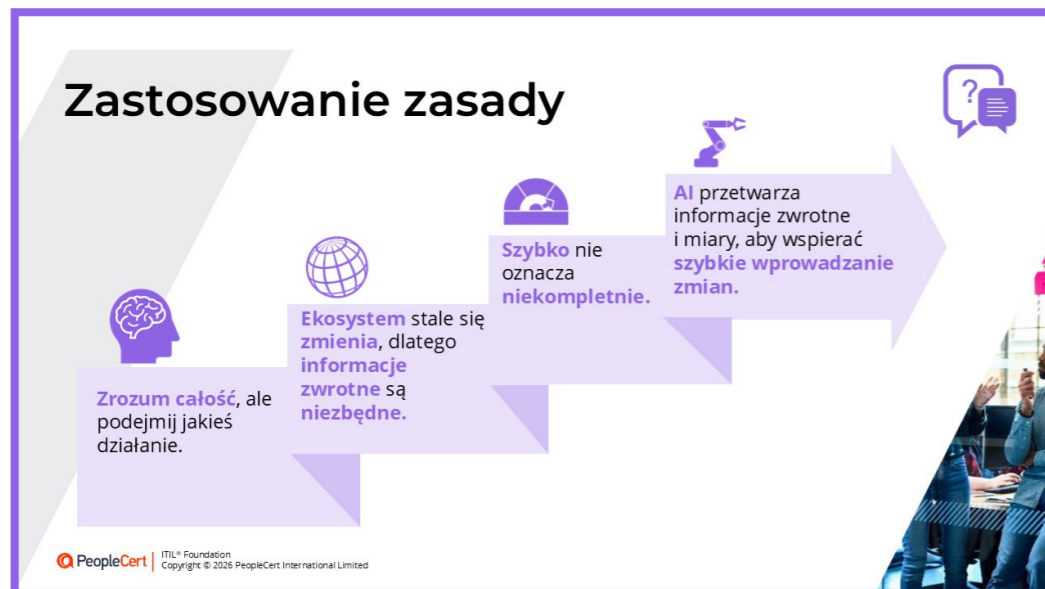 Zastosowanie zasady
?
Zrozum całość, ale
podejmij jakieś
działanie.
Ekosystem stale się
zmienia, dlatego
informacje
zwrotne są
niezbędne.
Szybko nie
oznacza
niekompletnie.
AI przetwarza
informacje zwrotne
i miary, aby wspierać
szybkie wprowadzanie
zmian.
PeopleCert
ITIL® Foundation
Copyright © 2026 PeopleCert International Limited